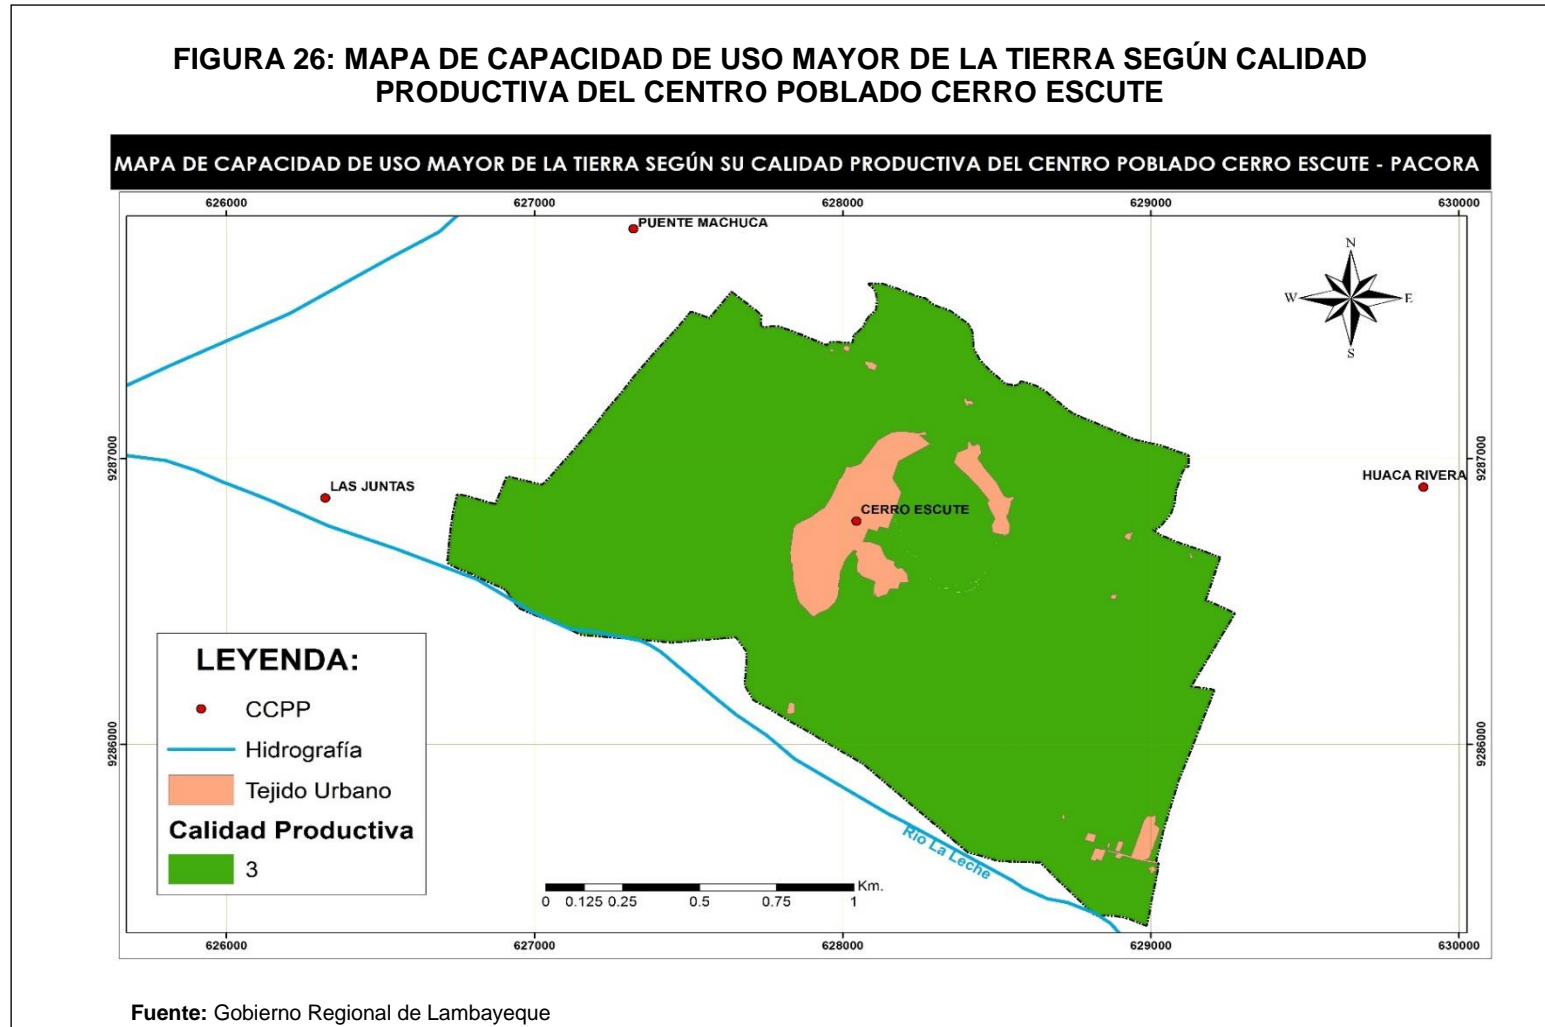 FIGURA 26: MAPA DE CAPACIDAD DE USO MAYOR DE LA TIERRA SEGÚN CALIDAD
PRODUCTIVA DEL CENTRO POBLADO CERRO ESCUTE
MAPA DE CAPACIDAD DE USO MAYOR DE LA TIERRA SEGÚN SU CALIDAD PRODUCTIVA DEL CENTRO POBLADO CERRO ESCUTE - PACORA
626000 627000 628000 629000 630000
PUENTE MACHUCA
N
W E
S
9287000 9287000
HUACA RIVERA
LAS JUNTAS
CERRO ESCUTE
LEYENDA:
CCPP
Hidrografía
Tejido Urbano
Calidad Productiva
3
9286000 9286000
Río La Leche
Km.
0 0.125 0.25 0.5 0.75 1
626000 627000 628000 629000 630000
Fuente: Gobierno Regional de Lambayeque